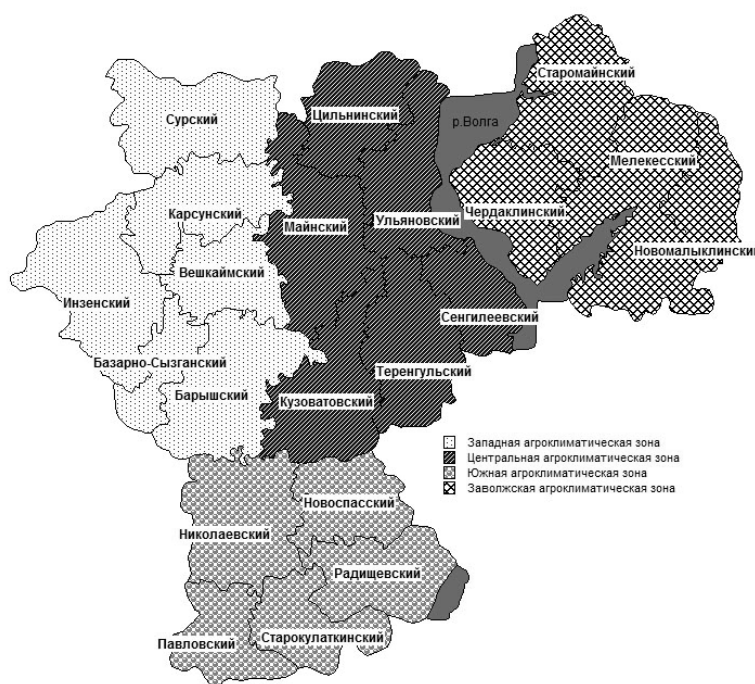 Старомайнский
Цильнинский
Сурский
р.Волга
Мелекесский
Карсунский
Чердаклинский
Майнский
Ульяновский
Новомалыклинский
Вешкаймский
Инзенский
Сенгилеевский
Базарно-Сызганский
Теренгульский
Барышский
Кузоватовский
Западная агроклиматическая зона
Центральная агроклиматическая зона
Южная агроклиматическая зона
Заволжская агроклиматическая зона
Новоспасский
Николаевский
Радищевский
Старокулаткинский
Павловский